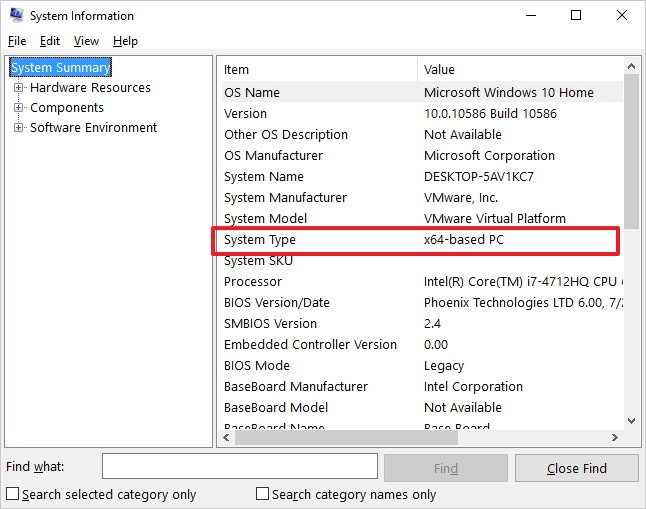 System Information
File Edit View Help
System Summary
Hardware Resources
Components
Software Environment
Item Value
OS Name Microsoft Windows 10 Home
Version 10.0.10586 Build 10586
Other OS Description Not Available
OS Manufacturer Microsoft Corporation
System Name DESKTOP-5AV1KC7
System Manufacturer VMware, Inc.
System Model VMware Virtual Platform
System Type x64-based PC
System SKU
Processor Intel(R) Core(TM) i7-4712HQ CPU
BIOS Version/Date Phoenix Technologies LTD 6.00, 7/2
SMBIOS Version 2.4
Embedded Controller Version 0.00
BIOS Mode Legacy
BaseBoard Manufacturer Intel Corporation
BaseBoard Model Not Available
BaseBoard Name Base Board
Find what: Find Close Find
Search selected category only Search category names only